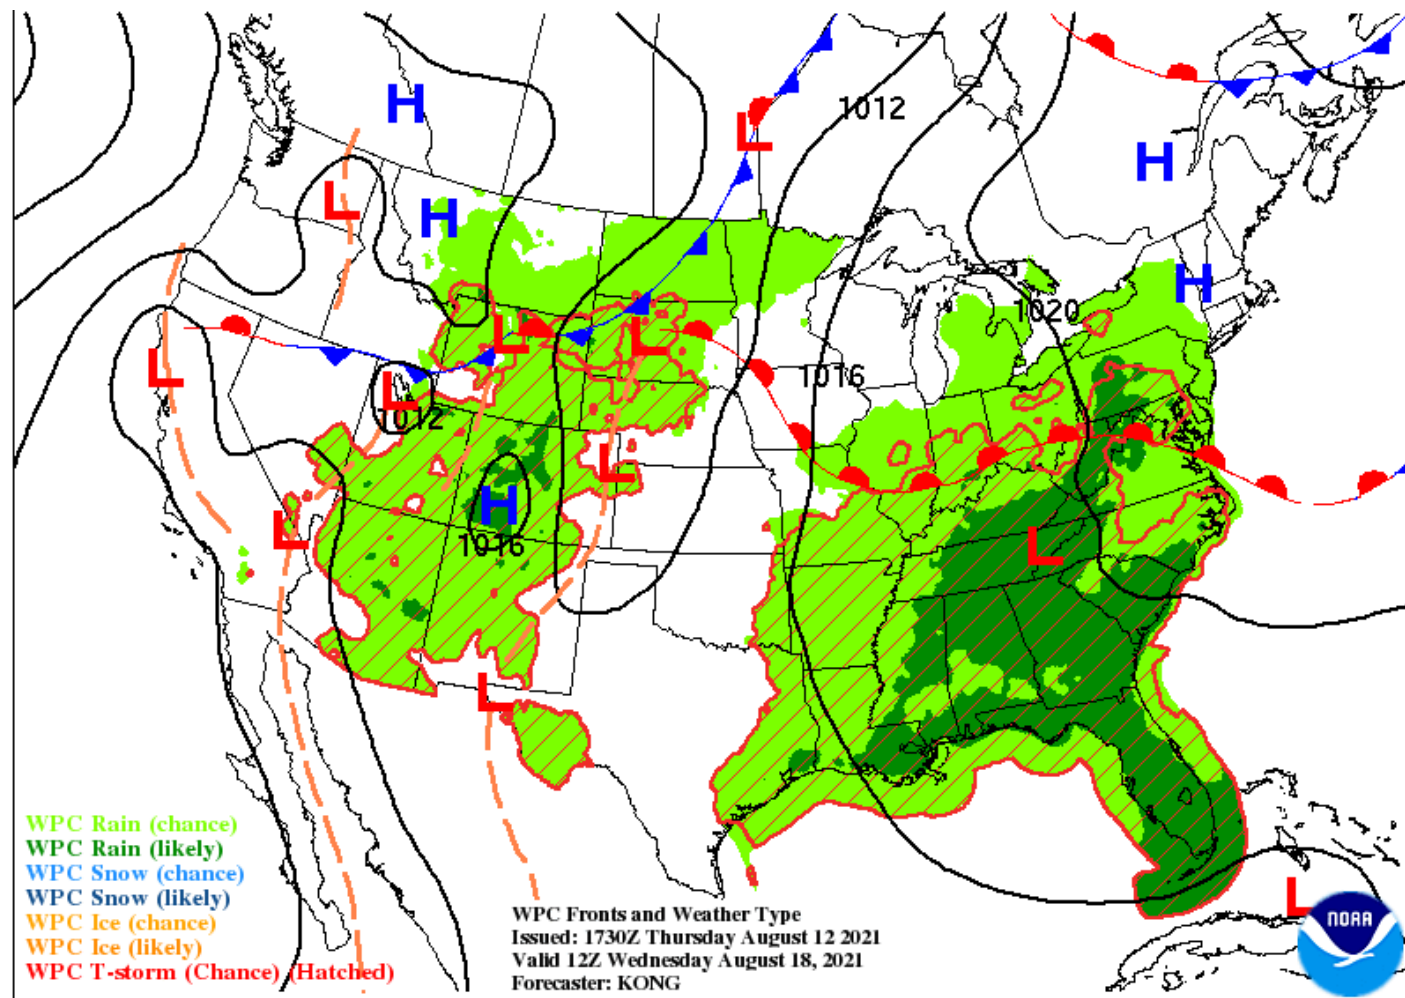 H
1012
L
H
L
H
H
1020
L
L
L
1016
L
1012
L
H
L
1016
L
L
WPC Rain (chance)
WPC Rain (likely)
WPC Snow (chance)
WPC Snow (likely)
WPC Ice (chance)
WPC Ice (likely)
WPC T-storm (Chance) (Hatched)
WPC Fronts and Weather Type
Issued: 1730Z Thursday August 12 2021
Valid 12Z Wednesday August 18, 2021
Forecaster: KONG
L
NOAA